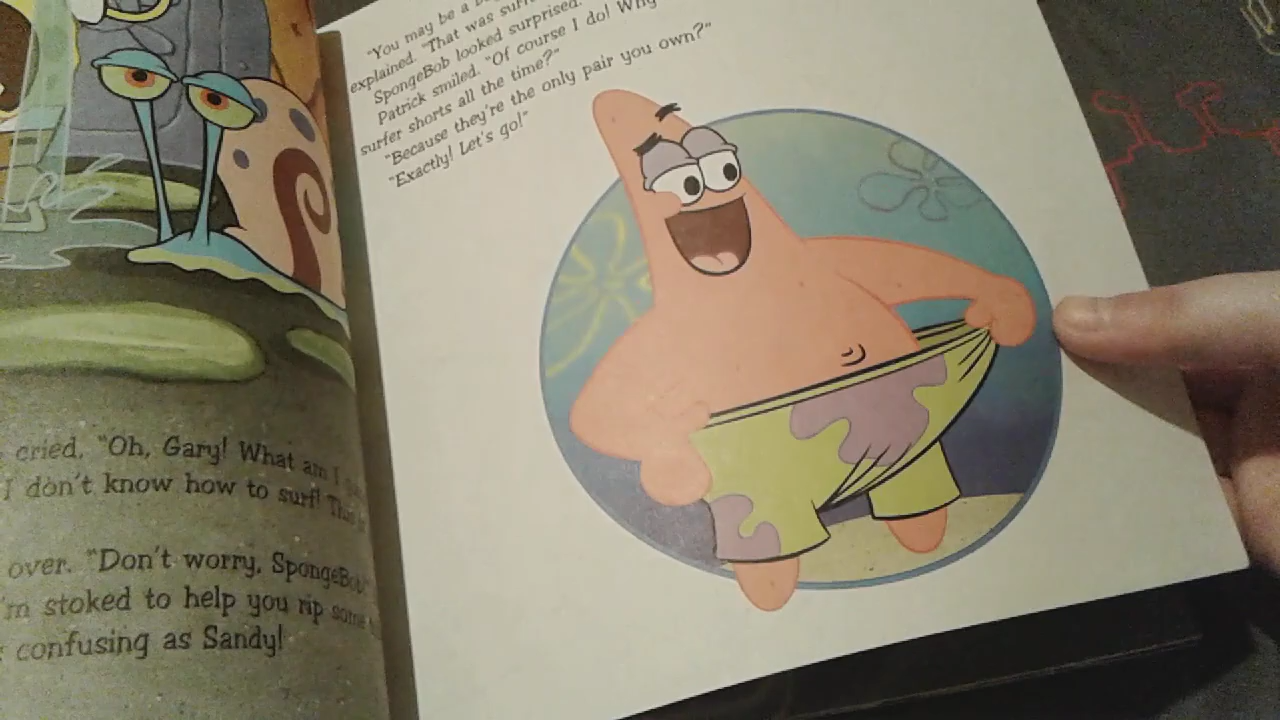 cried, "Oh, Gary! What am I
I don't know how to surf!
over. "Don't worry, SpongeBob
'm stoked to help you rip some
confusing as Sandy!
"You may be a
explained. "That was
SpongeBob looked surprised.
Patrick smiled. "Of course I do! Why
surfer shorts all the time?"
"Because they're the only pair you own?"
"Exactly! Let's go!"